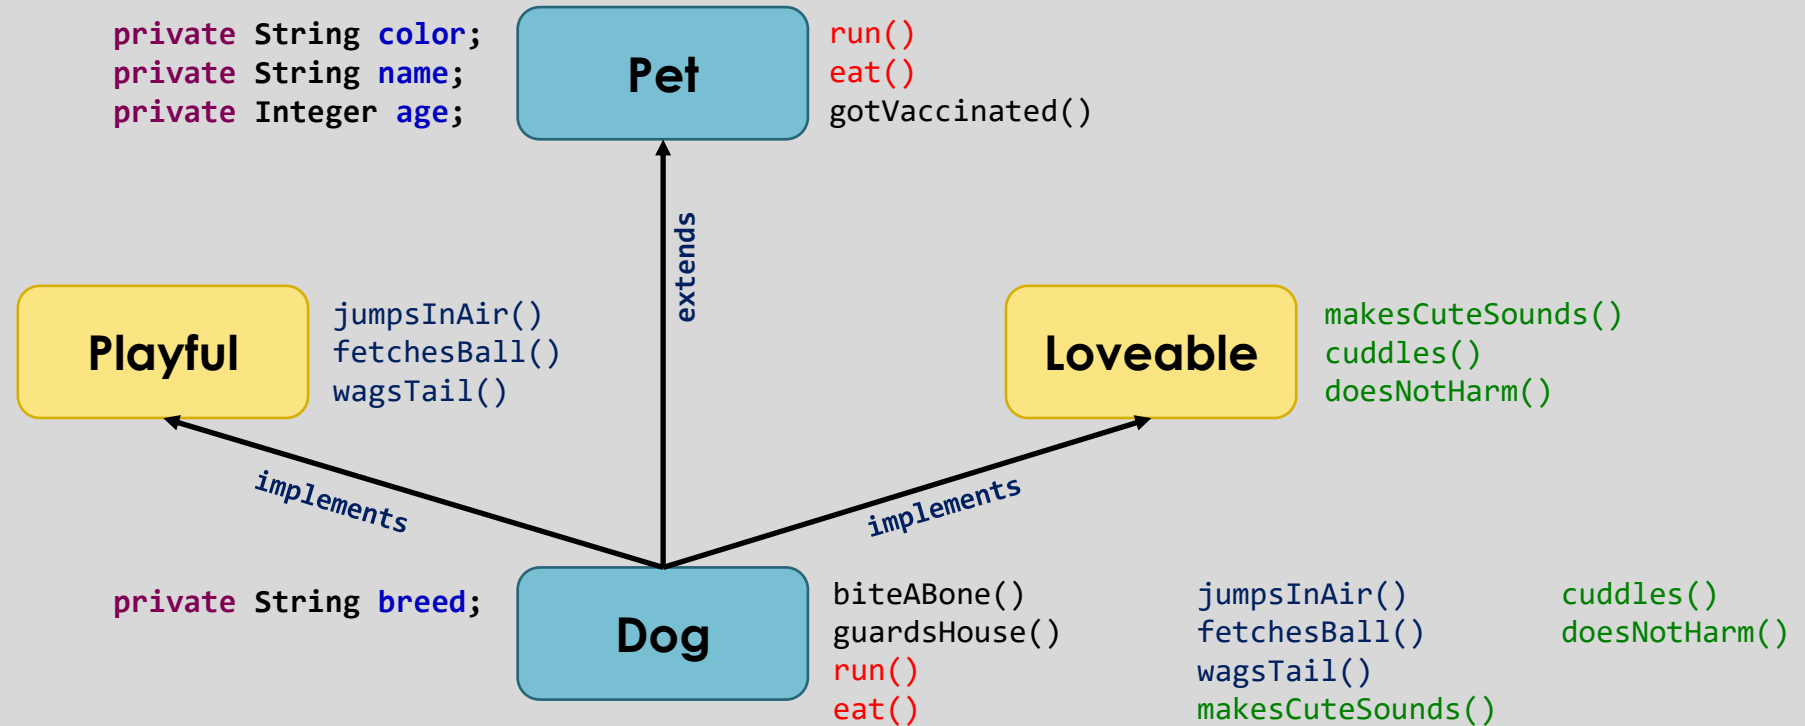 private String color;
private String name;
private Integer age;
Pet
run()
eat()
gotVaccinated()
extends
Playful
jumpsInAir()
fetchesBall()
wagsTail()
Loveable
makesCuteSounds()
cuddles()
doesNotHarm()
implements
implements
private String breed;
Dog
biteABone()
guardsHouse()
run()
eat()
jumpsInAir()
fetchesBall()
wagsTail()
makesCuteSounds()
cuddles()
doesNotHarm()